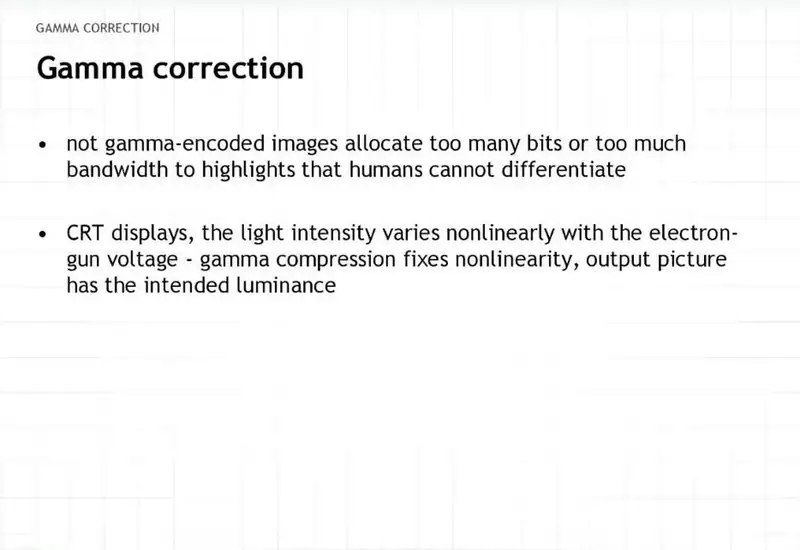 GAMMA CORRECTION
Gamma correction
• not gamma-encoded images allocate too many bits or too much
bandwidth to highlights that humans cannot differentiate
• CRT displays, the light intensity varies nonlinearly with the electron-
gun voltage - gamma compression fixes nonlinearity, output picture
has the intended luminance